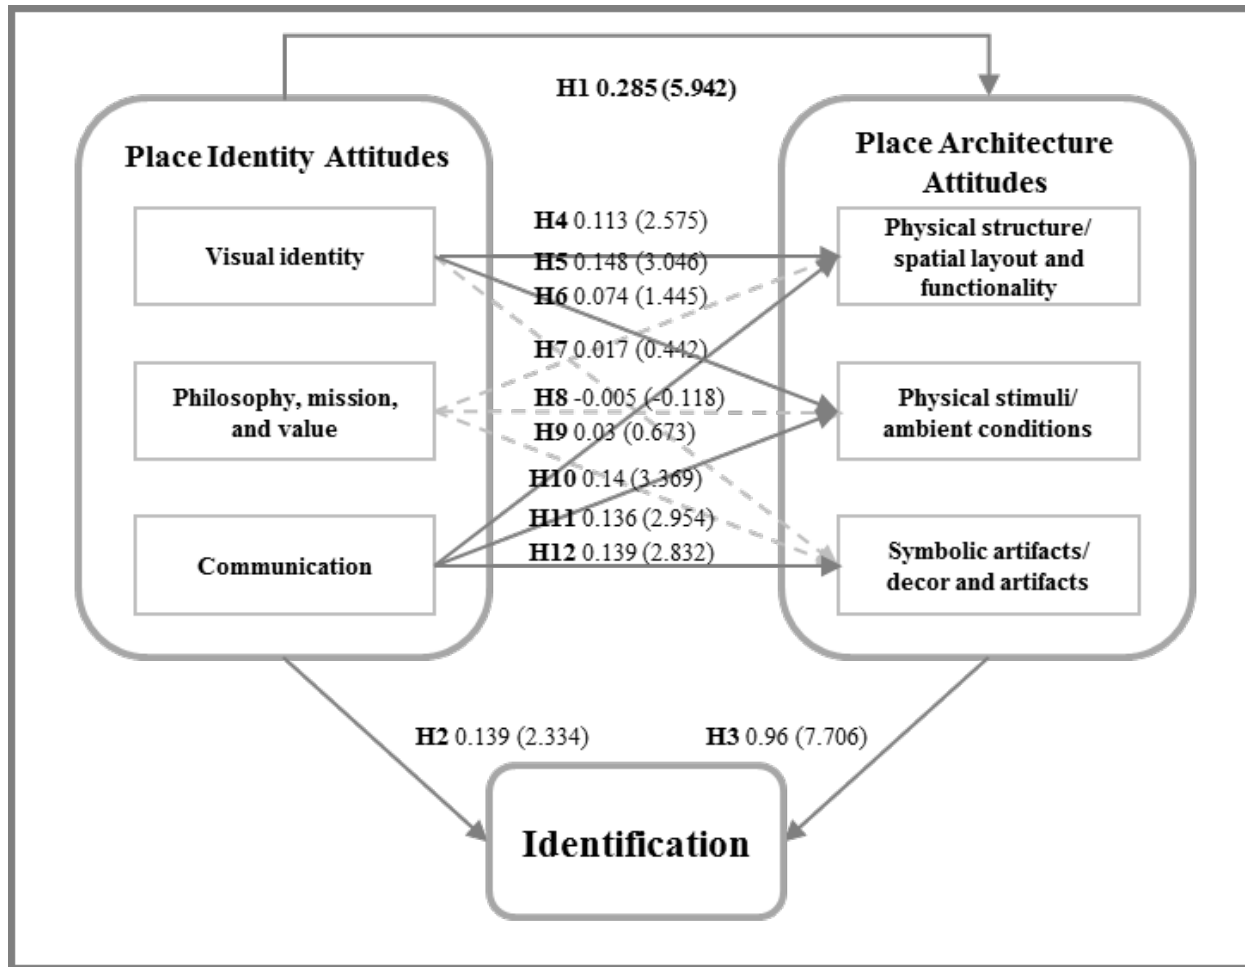 H1 0.285 (5.942)
Place Identity Attitudes
Place Architecture
Attitudes
Visual identity
Philosophy, mission,
and value
Communication
H4 0.113 (2.575)
H5 0.148 (3.046)
H6 0.074 (1.445)
H7 0.017 (0.442)
H8 -0.005 (-0.118)
H9 0.03 (0.673)
H10 0.14 (3.369)
H11 0.136 (2.954)
H12 0.139 (2.832)
Physical structure/
spatial layout and
functionality
Physical stimuli/
ambient conditions
Symbolic artifacts/
decor and artifacts
H2 0.139 (2.334)
H3 0.96 (7.706)
Identification